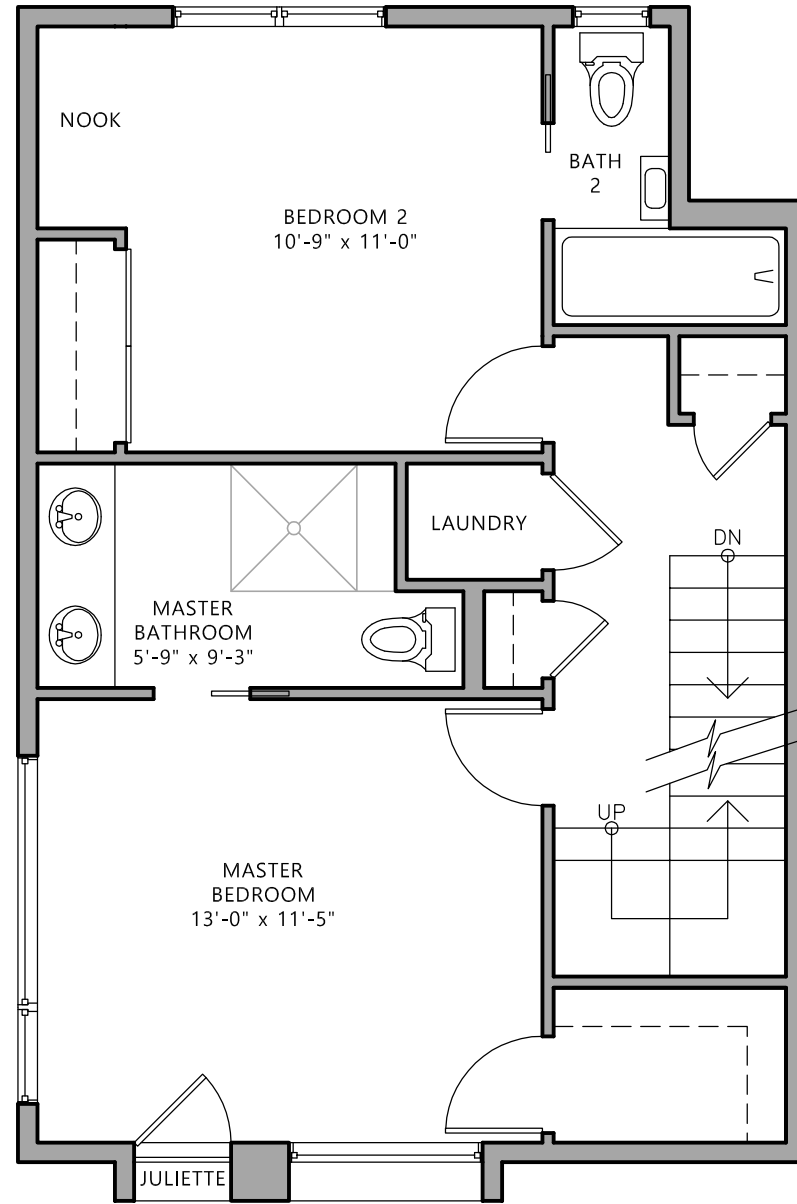 NOOK
BATH
2
BEDROOM 2
10'-9" x 11'-0"
LAUNDRY
DN
MASTER
BATHROOM
5'-9" x 9'-3"
UP
MASTER
BEDROOM
13'-0" x 11'-5"
JULIETTE